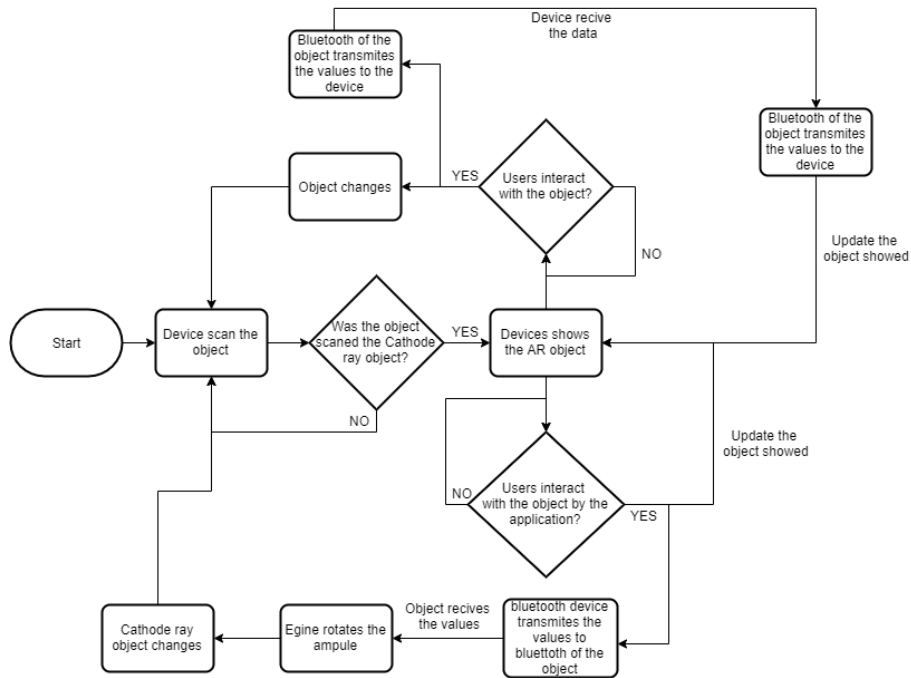 Device recive
the data
Bluetooth of the
object transmites
the values to the
device
Bluetooth of the
object transmites
the values to the
device
Users interact
with the object?
YES
Object changes
NO
Update the
object showed
Start
Device scan the
object
Was the object
scaned the Cathode
ray object?
YES
Devices shows
the AR object
NO
Update the
object showed
Users interact
with the object by the
application?
NO
YES
Cathode ray
object changes
Egine rotates the
ampule
Object recives
the values
bluetooth device
transmites the
values to
bluettoth of the
object